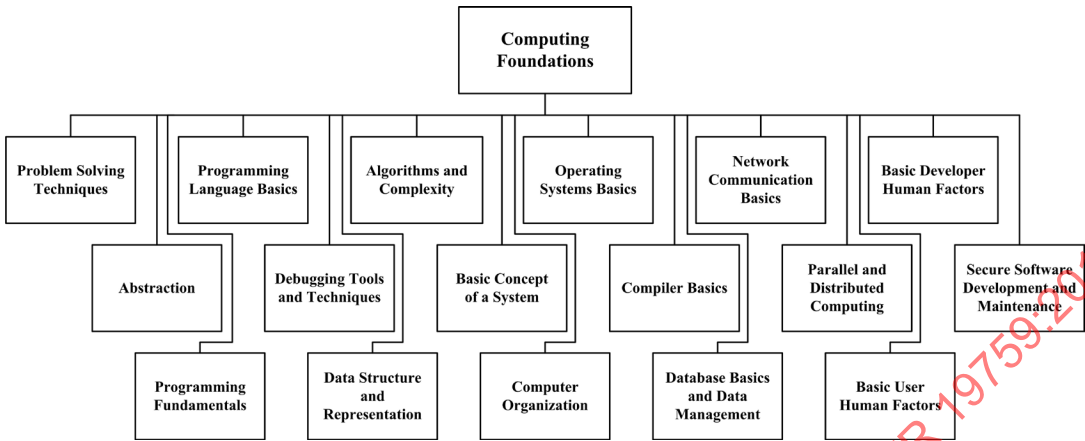 Computing
Foundations
Problem Solving
Techniques
Programming
Language Basics
Algorithms and
Complexity
Operating
Systems Basics
Network
Communication
Basics
Basic Developer
Human Factors
Abstraction
Debugging Tools
and Techniques
Basic Concept
of a System
Compiler Basics
Parallel and
Distributed
Computing
Secure Software
Development and
Maintenance
Programming
Fundamentals
Data Structure
and
Representation
Computer
Organization
Database Basics
and Data
Management
Basic User
Human Factors
19759:201